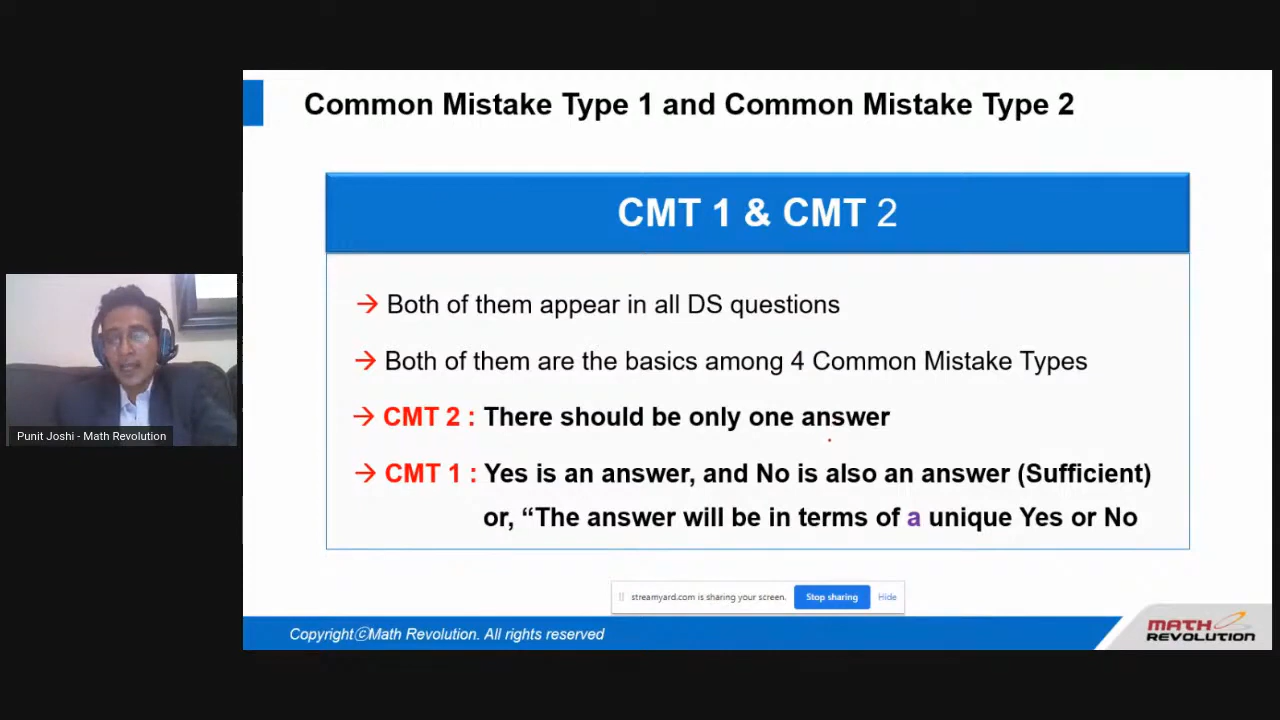 Common Mistake Type 1 and Common Mistake Type 2
CMT 1 & CMT 2
→ Both of them appear in all DS questions
→ Both of them are the basics among 4 Common Mistake Types
→ CMT 2 : There should be only one answer
→ CMT 1 : Yes is an answer, and No is also an answer (Sufficient)
or, “The answer will be in terms of a unique Yes or No
Punit Joshi - Math Revolution
streamyard.com is sharing your screen. Stop sharing Hide
CopyrightⓒMath Revolution. All rights reserved
MATH
REVOLUTION